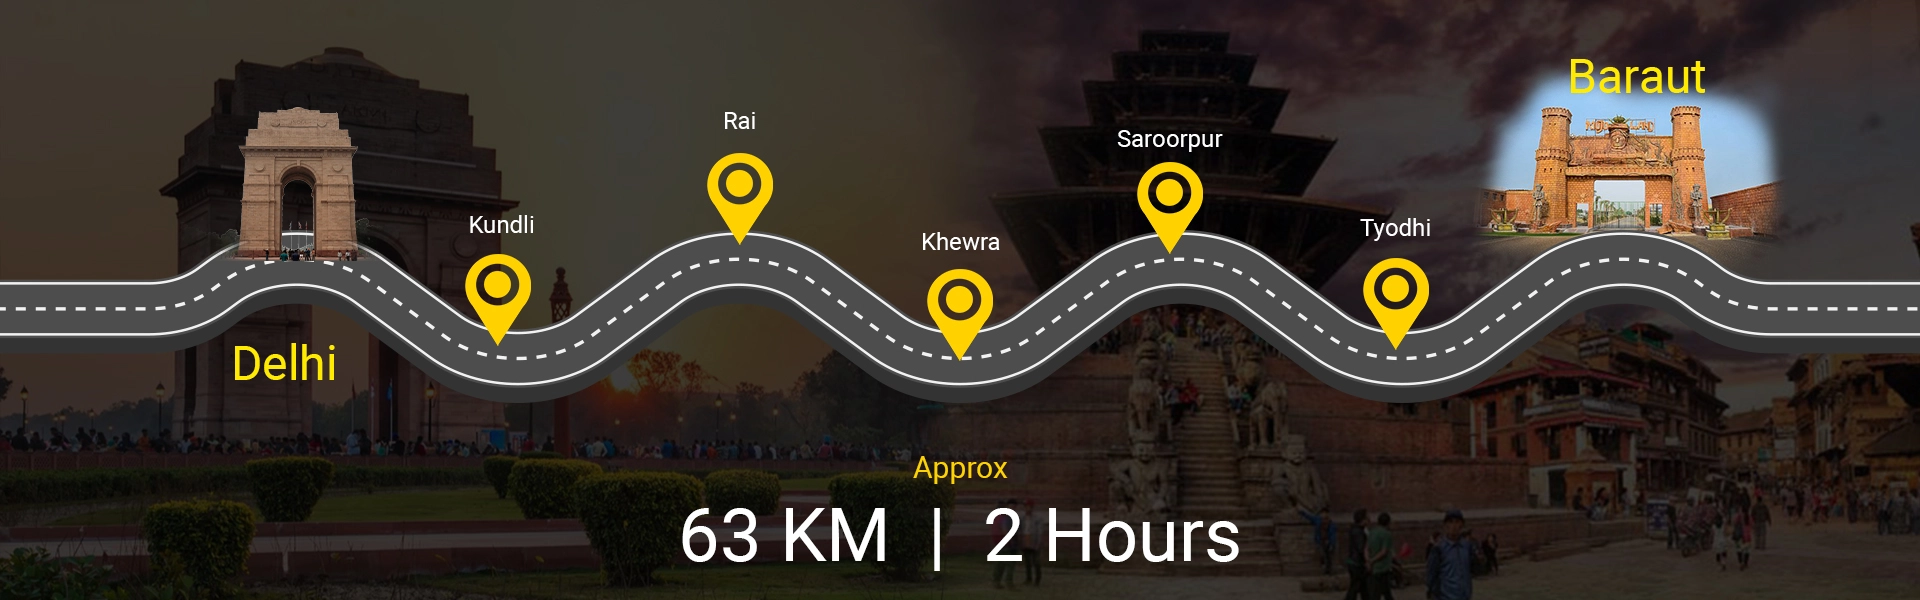 Delhi
Kundli
Rai
Khewra
Saroorpur
Tyodhi
Baraut
Approx
63 KM | 2 Hours